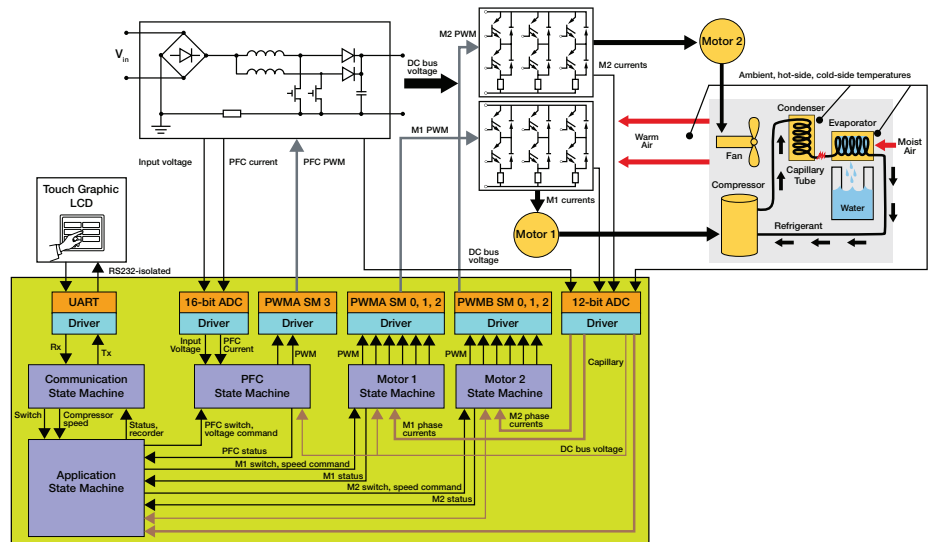 V in
DC bus
voltage
M2 PWM
M1 PWM
M2 currents
M1 currents
Motor 2
Ambient, hot-side, cold-side temperatures
Condenser
Evaporator
Moist
Air
Warm
Air
Fan
Capillary
Tube
Compressor
Water
Refrigerant
Motor 1
Input voltage
PFC current
PFC PWM
DC bus
voltage
Touch Graphic
LCD
RS232-isolated
UART
Driver
16-bit ADC
Driver
PWMA SM 3
Driver
PWMA SM 0, 1, 2
Driver
PWMB SM 0, 1, 2
Driver
12-bit ADC
Driver
Rx
Tx
Input
Voltage
PFC
Current
PWM
PWM
PWM
Capillary
Communication
State Machine
PFC
State Machine
Motor 1
State Machine
Motor 2
State Machine
Switch
Compressor
speed
Status,
recorder
PFC switch,
voltage command
M1 phase
currents
M2 phase
currents
DC bus voltage
PFC status
M1 switch, speed command
M1 status
M2 switch, speed command
M2 status
Application
State Machine